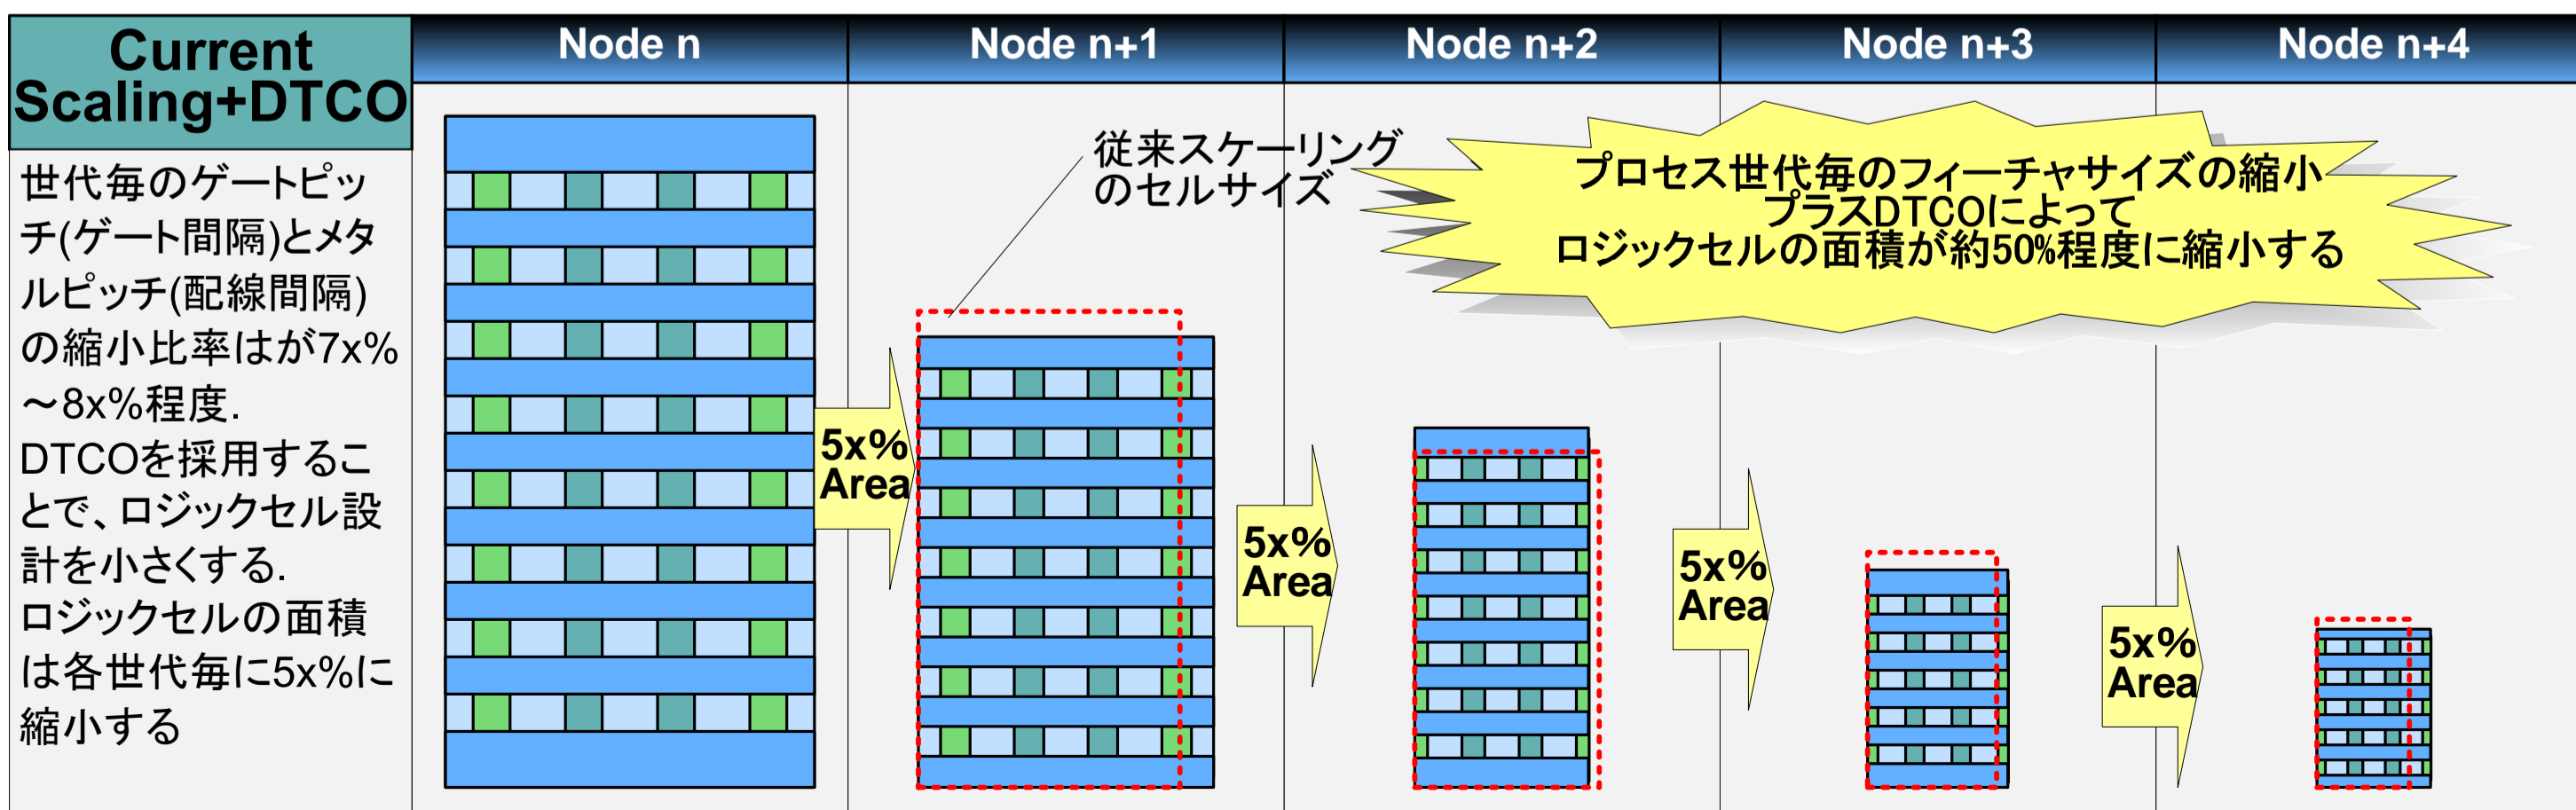 Current
Scaling+DTCO
Node n
Node n+1
Node n+2
Node n+3
Node n+4
世代毎のゲートピッ
チ(ゲート間隔)とメタ
ルピッチ(配線間隔)
の縮小比率はが7x%
～8x%程度.
DTCOを採用するこ
とで、ロジックセル設
計を小さくする.
ロジックセルの面積
は各世代毎に5x%に
縮小する
従来スケーリング
のセルサイズ
プロセス世代毎のフィーチャサイズの縮小
プラスDTCOによって
ロジックセルの面積が約50%程度に縮小する
5x%
Area
5x%
Area
5x%
Area
5x%
Area